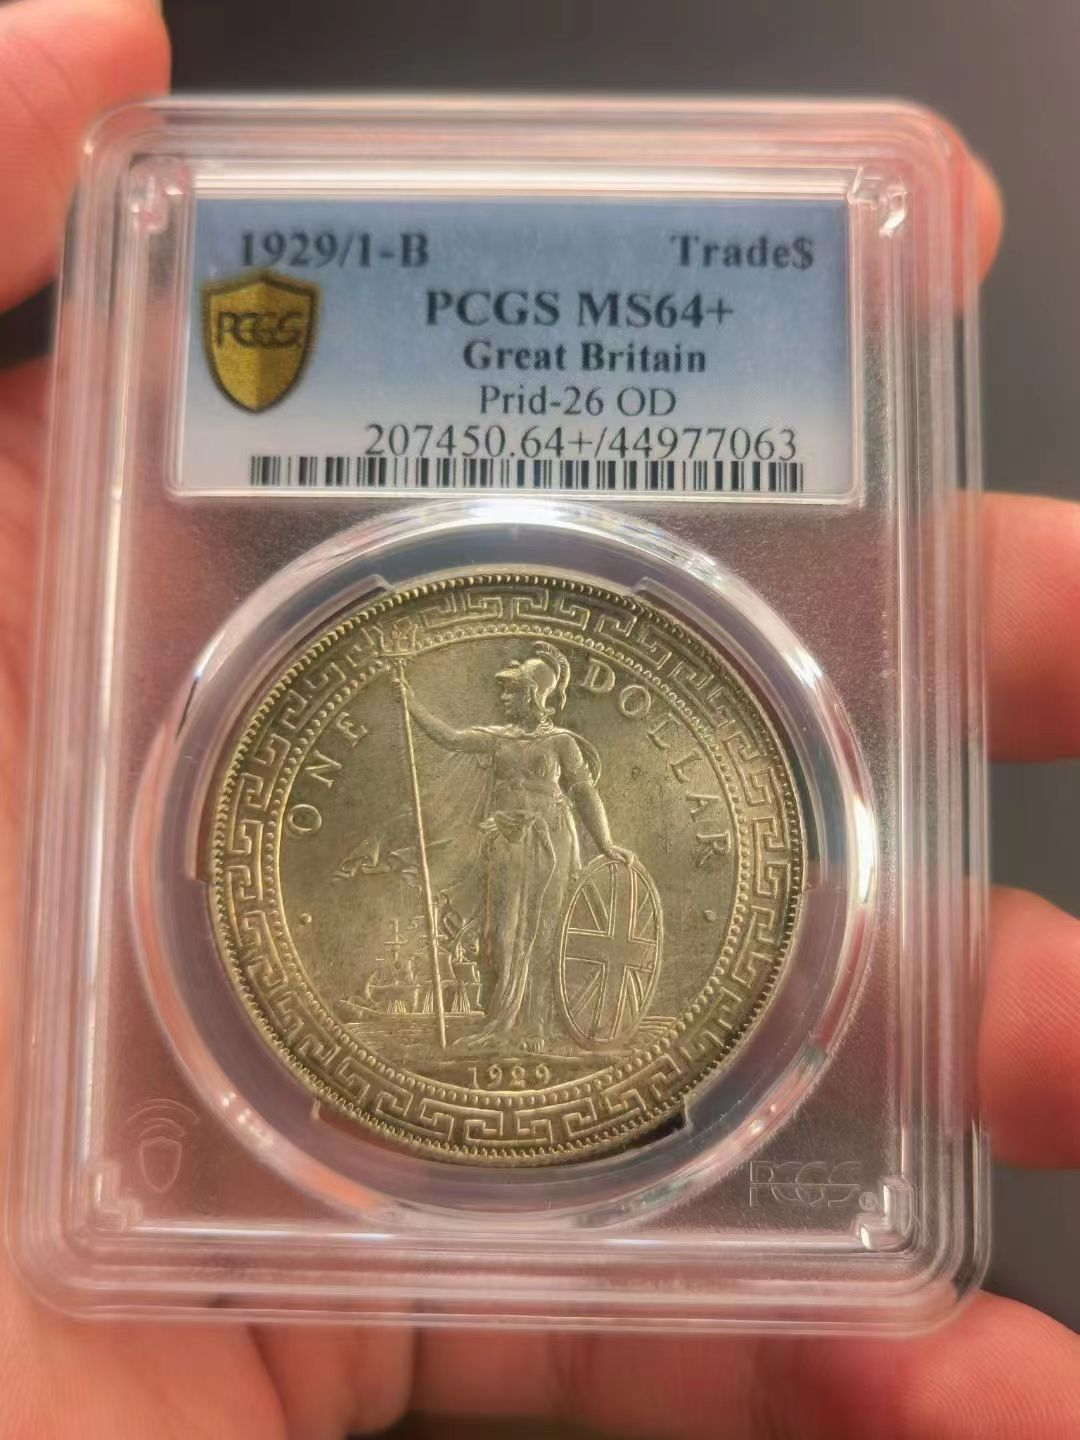 1929/1-B Trade$
PCGS MS64+
PCGS
Great Britain
Prid-26 OD
207450.64+/44977063
ONE DOLLAR
1929
PCGS